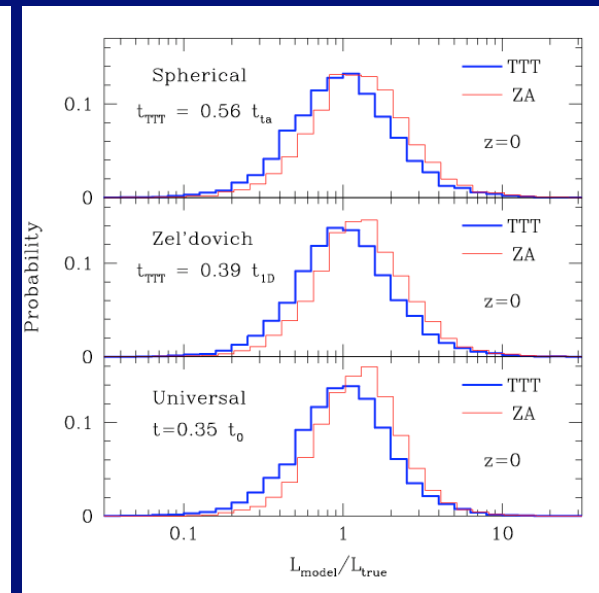 Spherical
t_TTT = 0.56 t_ta
TTT
ZA
z=0
0.1
0
Zel'dovich
t_TTT = 0.39 t_1D
TTT
ZA
z=0
0.1
0
Universal
t=0.35 t_0
TTT
ZA
z=0
0.1
0
Probability
0.1
1
10
L_model/L_true